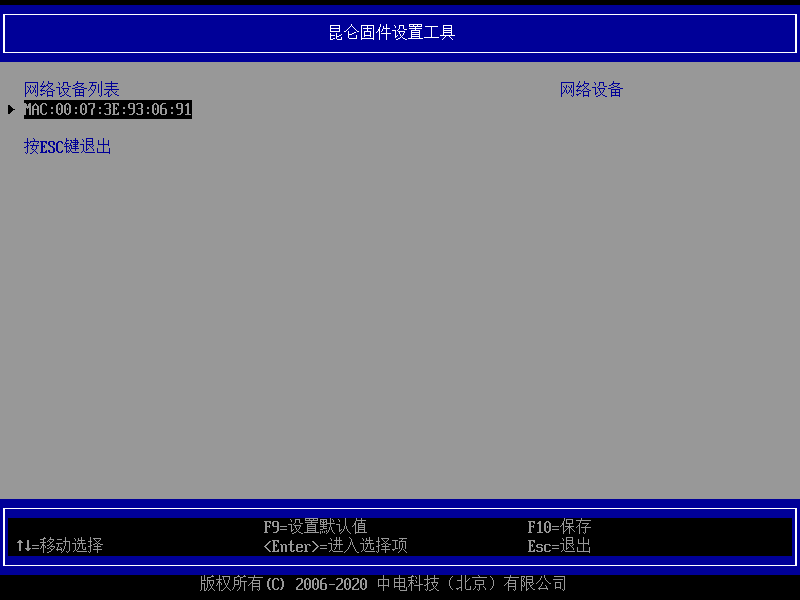 昆仑固件设置工具
网络设备列表 网络设备
MAC:00:07:3E:93:06:91
按ESC键退出
F9=设置默认值 F10=保存
↑↓=移动选择 <Enter>=进入选择项 Esc=退出
版权所有(C) 2006-2020 中电科技（北京）有限公司